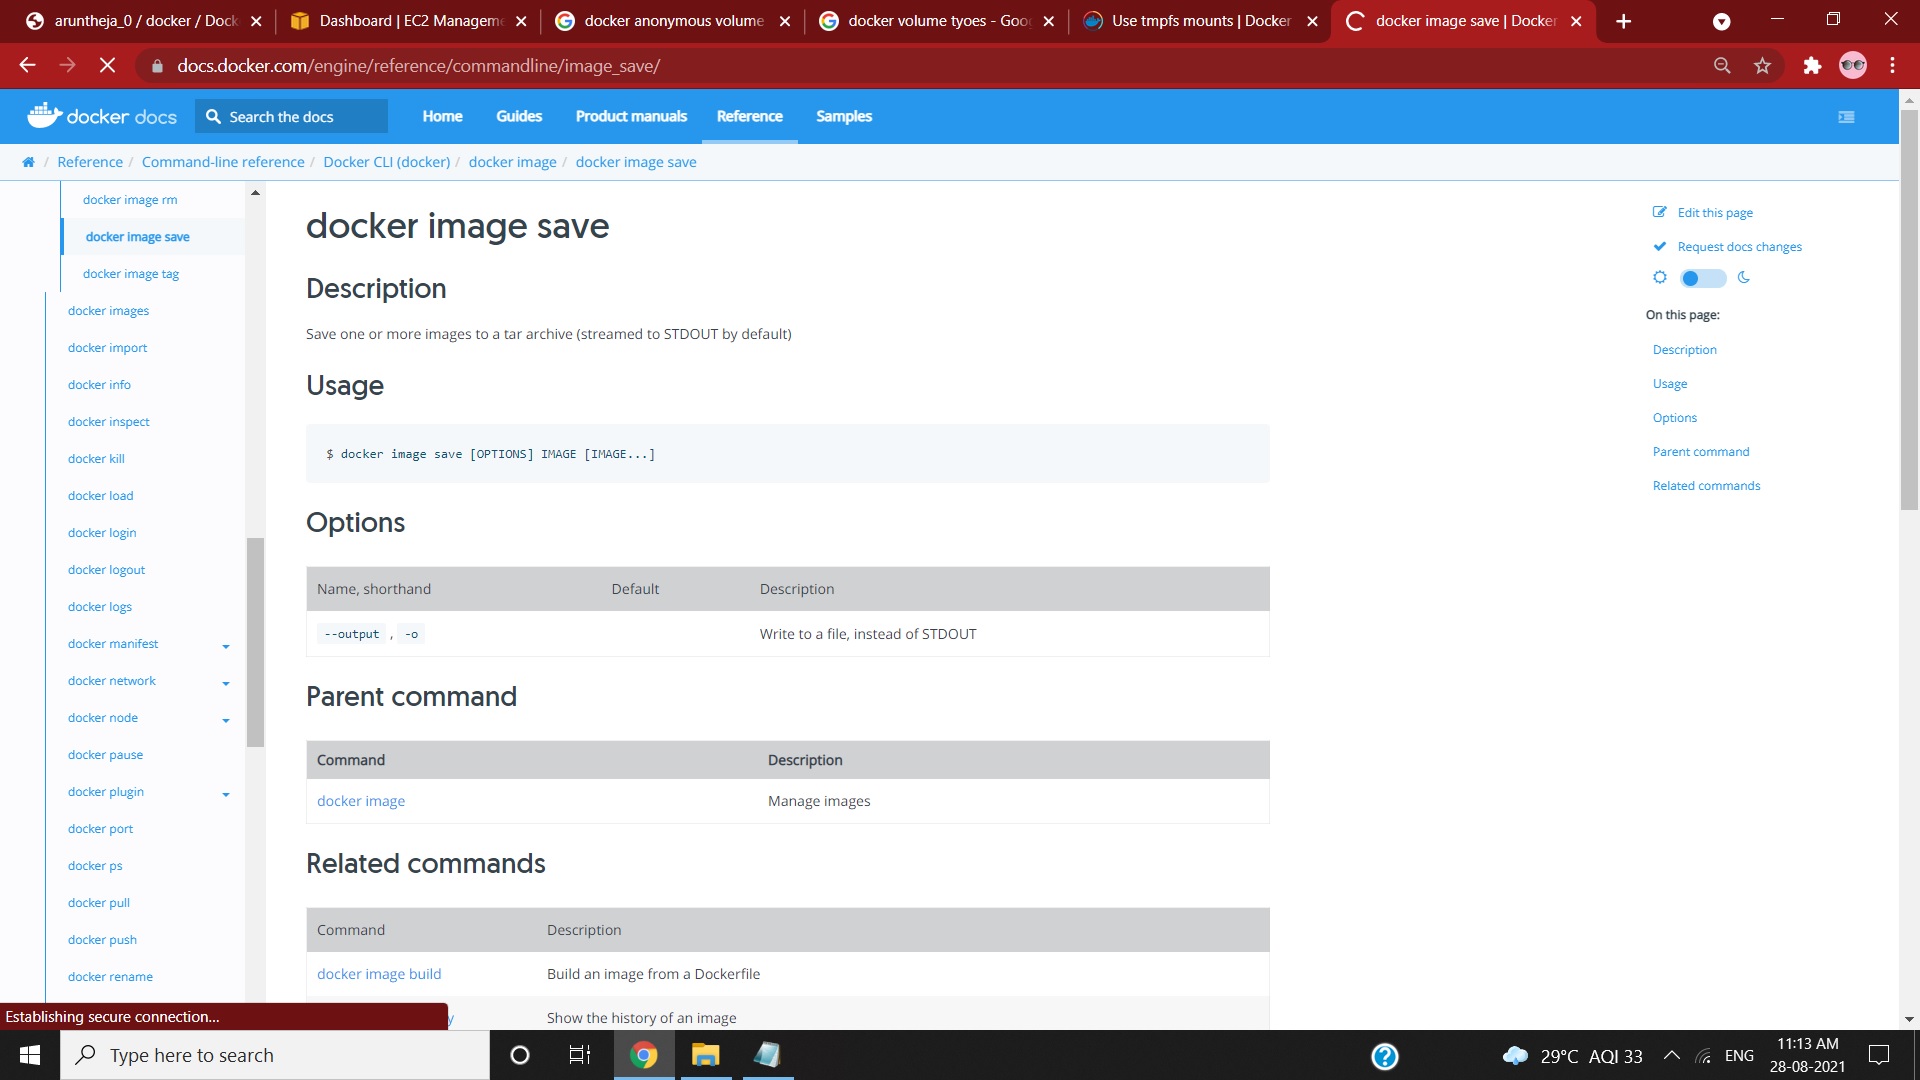 aruntheja_0 / docker / Dock
Dashboard | EC2 Manageme
docker anonymous volume
docker volume tyoes - Goo
Use tmpfs mounts | Docker
docker image save | Docker
docs.docker.com/engine/reference/commandline/image_save/
docker docs
Search the docs
Home
Guides
Product manuals
Reference
Samples
Reference / Command-line reference / Docker CLI (docker) / docker image / docker image save
docker image rm
docker image save
docker image tag
docker images
docker import
docker info
docker inspect
docker kill
docker load
docker login
docker logout
docker logs
docker manifest
docker network
docker node
docker pause
docker plugin
docker port
docker ps
docker pull
docker push
docker rename
docker image save
Description
Save one or more images to a tar archive (streamed to STDOUT by default)
Usage
$ docker image save [OPTIONS] IMAGE [IMAGE...]
Options
Name, shorthand Default Description
--output , -o Write to a file, instead of STDOUT
Parent command
Command Description
docker image Manage images
Related commands
Command Description
docker image build Build an image from a Dockerfile
y Show the history of an image
Edit this page
Request docs changes
On this page:
Description
Usage
Options
Parent command
Related commands
Establishing secure connection...
Type here to search
29°C AQI 33
ENG
11:13 AM
28-08-2021